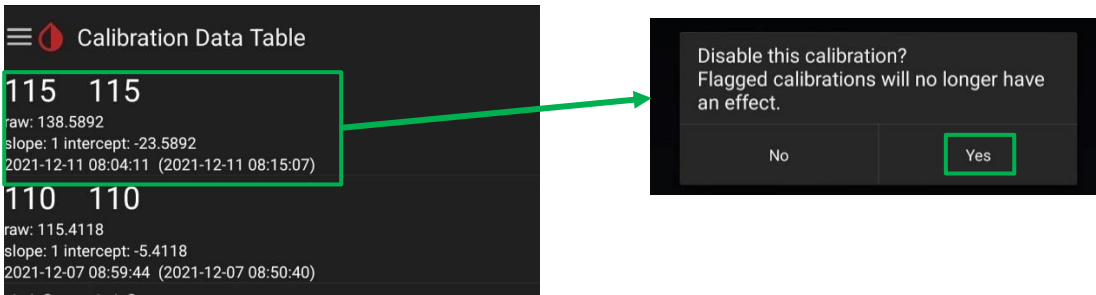 Calibration Data Table
115 115
raw: 138.5892
slope: 1 intercept: -23.5892
2021-12-11 08:04:11 (2021-12-11 08:15:07)
110 110
raw: 115.4118
slope: 1 intercept: -5.4118
2021-12-07 08:59:44 (2021-12-07 08:50:40)
Disable this calibration?
Flagged calibrations will no longer have
an effect.
No Yes